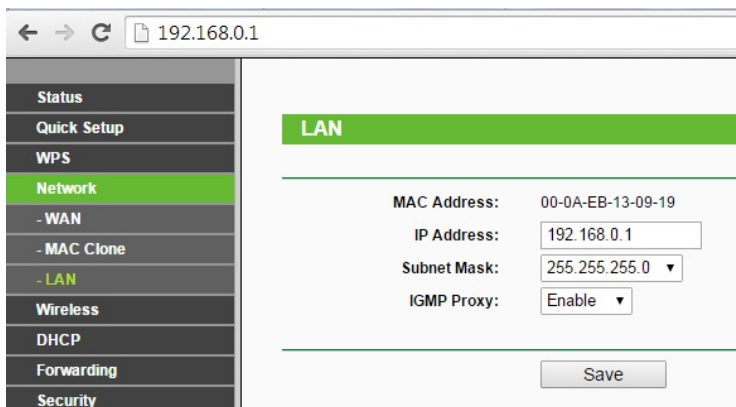 192.168.0.1
Status
Quick Setup
WPS
Network
- WAN
- MAC Clone
- LAN
Wireless
DHCP
Forwarding
Security
LAN
MAC Address: 00-0A-EB-13-09-19
IP Address: 192.168.0.1
Subnet Mask: 255.255.255.0
IGMP Proxy: Enable
Save